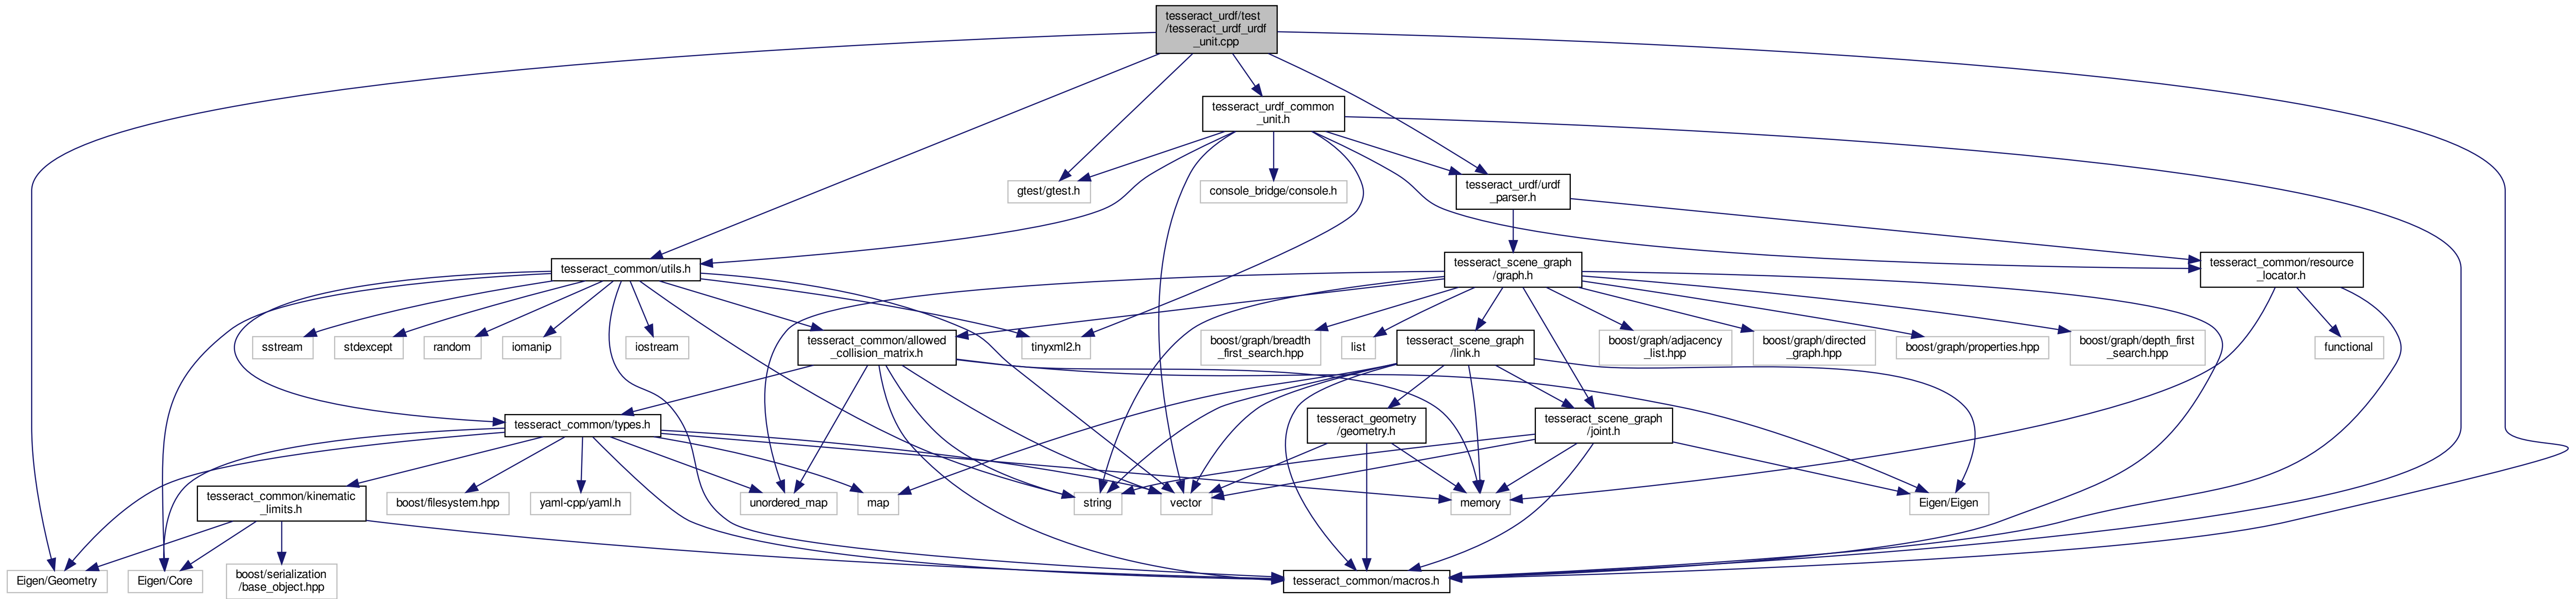 tesseract_urdf/test
/tesseract_urdf_urdf
_unit.cpp
tesseract_urdf_common
_unit.h
gtest/gtest.h
console_bridge/console.h
tesseract_urdf/urdf
_parser.h
tesseract_common/utils.h
tesseract_scene_graph
/graph.h
tesseract_common/resource
_locator.h
sstream
stdexcept
random
iomanip
iostream
tesseract_common/allowed
_collision_matrix.h
tinyxml2.h
boost/graph/breadth
_first_search.hpp
list
tesseract_scene_graph
/link.h
boost/graph/adjacency
_list.hpp
boost/graph/directed
_graph.hpp
boost/graph/properties.hpp
boost/graph/depth_first
_search.hpp
functional
tesseract_common/types.h
tesseract_geometry
/geometry.h
tesseract_scene_graph
/joint.h
tesseract_common/kinematic
_limits.h
boost/filesystem.hpp
yaml-cpp/yaml.h
unordered_map
map
string
vector
memory
Eigen/Eigen
Eigen/Geometry
Eigen/Core
boost/serialization
/base_object.hpp
tesseract_common/macros.h